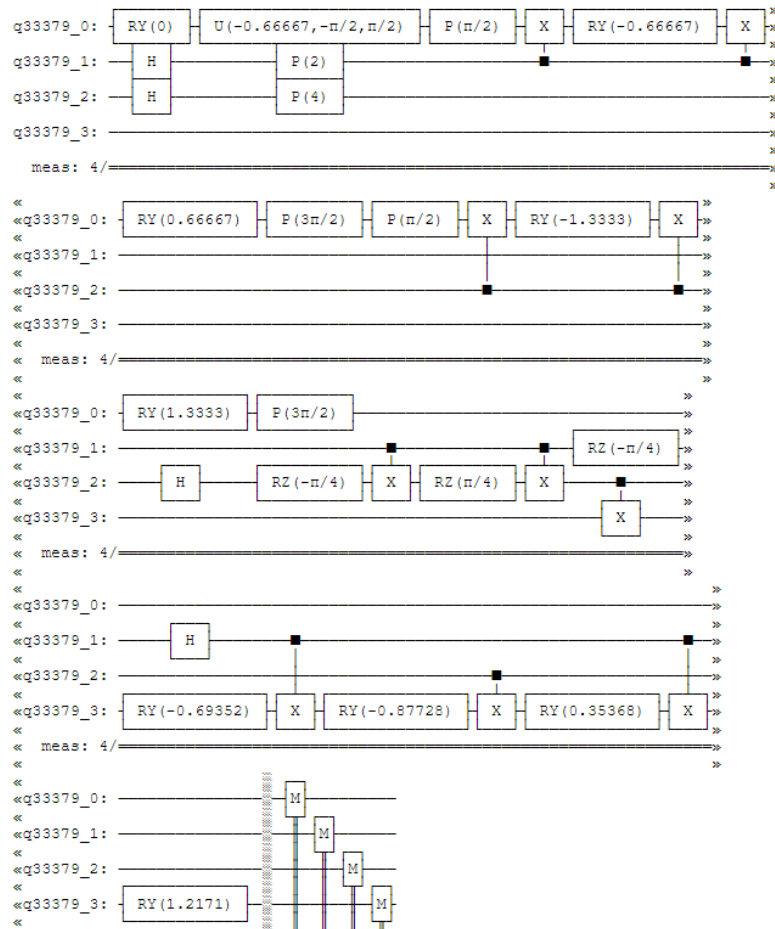 »
q33379_0: RY(0) U(-0.66667,-π/2,π/2) P(π/2) X RY(-0.66667) X »
»
q33379_1: H P(2) ■ ■ »
»
q33379_2: H P(4) »
»
q33379_3: »
»
meas: 4/ »
»
«
«q33379_0: RY(0.66667) P(3π/2) P(π/2) X RY(-1.3333) X »
«
«q33379_1: »
«
«q33379_2: ■ ■ »
«
«q33379_3: »
«
« meas: 4/ »
« »
«
«q33379_0: RY(1.3333) P(3π/2) »
«
«q33379_1: ■ ■ RZ(-π/4) »
«
«q33379_2: H RZ(-π/4) X RZ(π/4) X ■ »
«
«q33379_3: X »
«
« meas: 4/ »
« »
« »
«q33379_0: »
«
«q33379_1: H ■ ■ »
«
«q33379_2: ■ »
«
«q33379_3: RY(-0.69352) X RY(-0.87728) X RY(0.35368) X »
«
« meas: 4/ »
« »
«
«q33379_0: M
«
«q33379_1: M
«
«q33379_2: M
«
«q33379_3: RY(1.2171) M
«